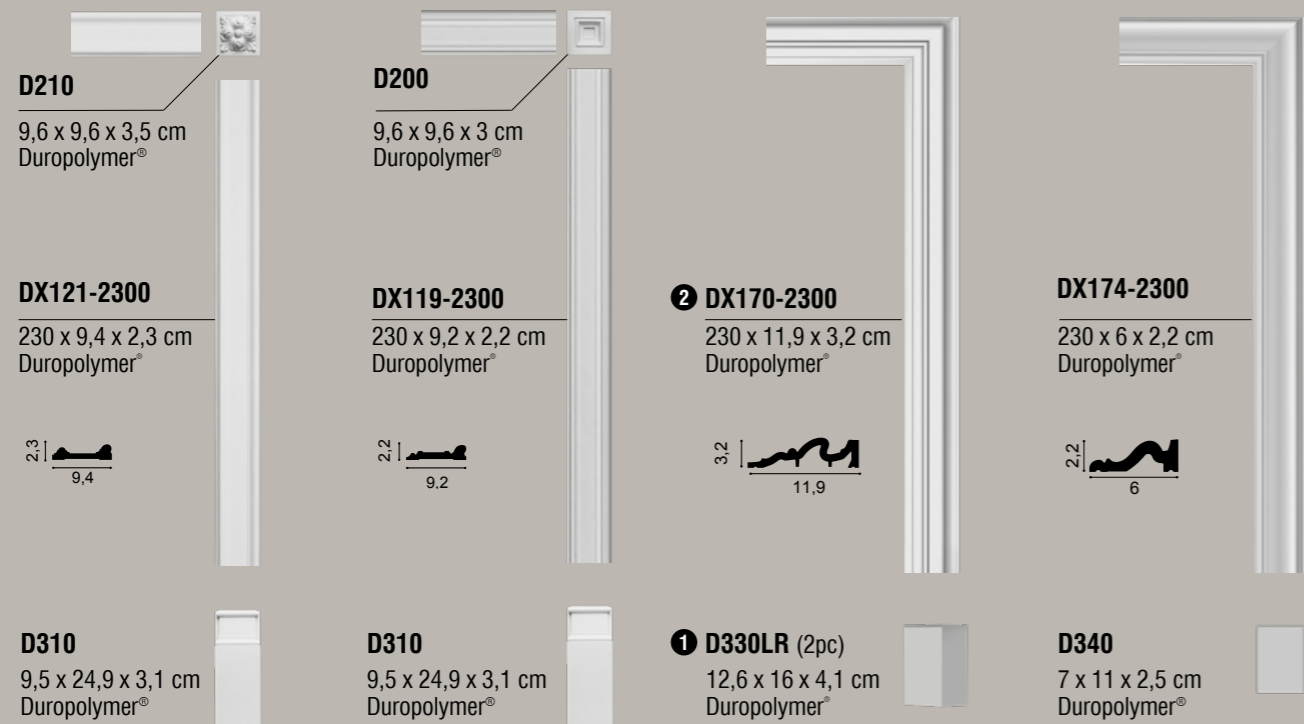 D210
9,6 x 9,6 x 3,5 cm
Duropolymer®
D200
9,6 x 9,6 x 3 cm
Duropolymer®
DX121-2300
230 x 9,4 x 2,3 cm
Duropolymer®
2,3
9,4
DX119-2300
230 x 9,2 x 2,2 cm
Duropolymer®
2,2
9,2
❷ DX170-2300
230 x 11,9 x 3,2 cm
Duropolymer®
3,2
11,9
DX174-2300
230 x 6 x 2,2 cm
Duropolymer®
2,2
6
D310
9,5 x 24,9 x 3,1 cm
Duropolymer®
D310
9,5 x 24,9 x 3,1 cm
Duropolymer®
❶ D330LR (2pc)
12,6 x 16 x 4,1 cm
Duropolymer®
D340
7 x 11 x 2,5 cm
Duropolymer®